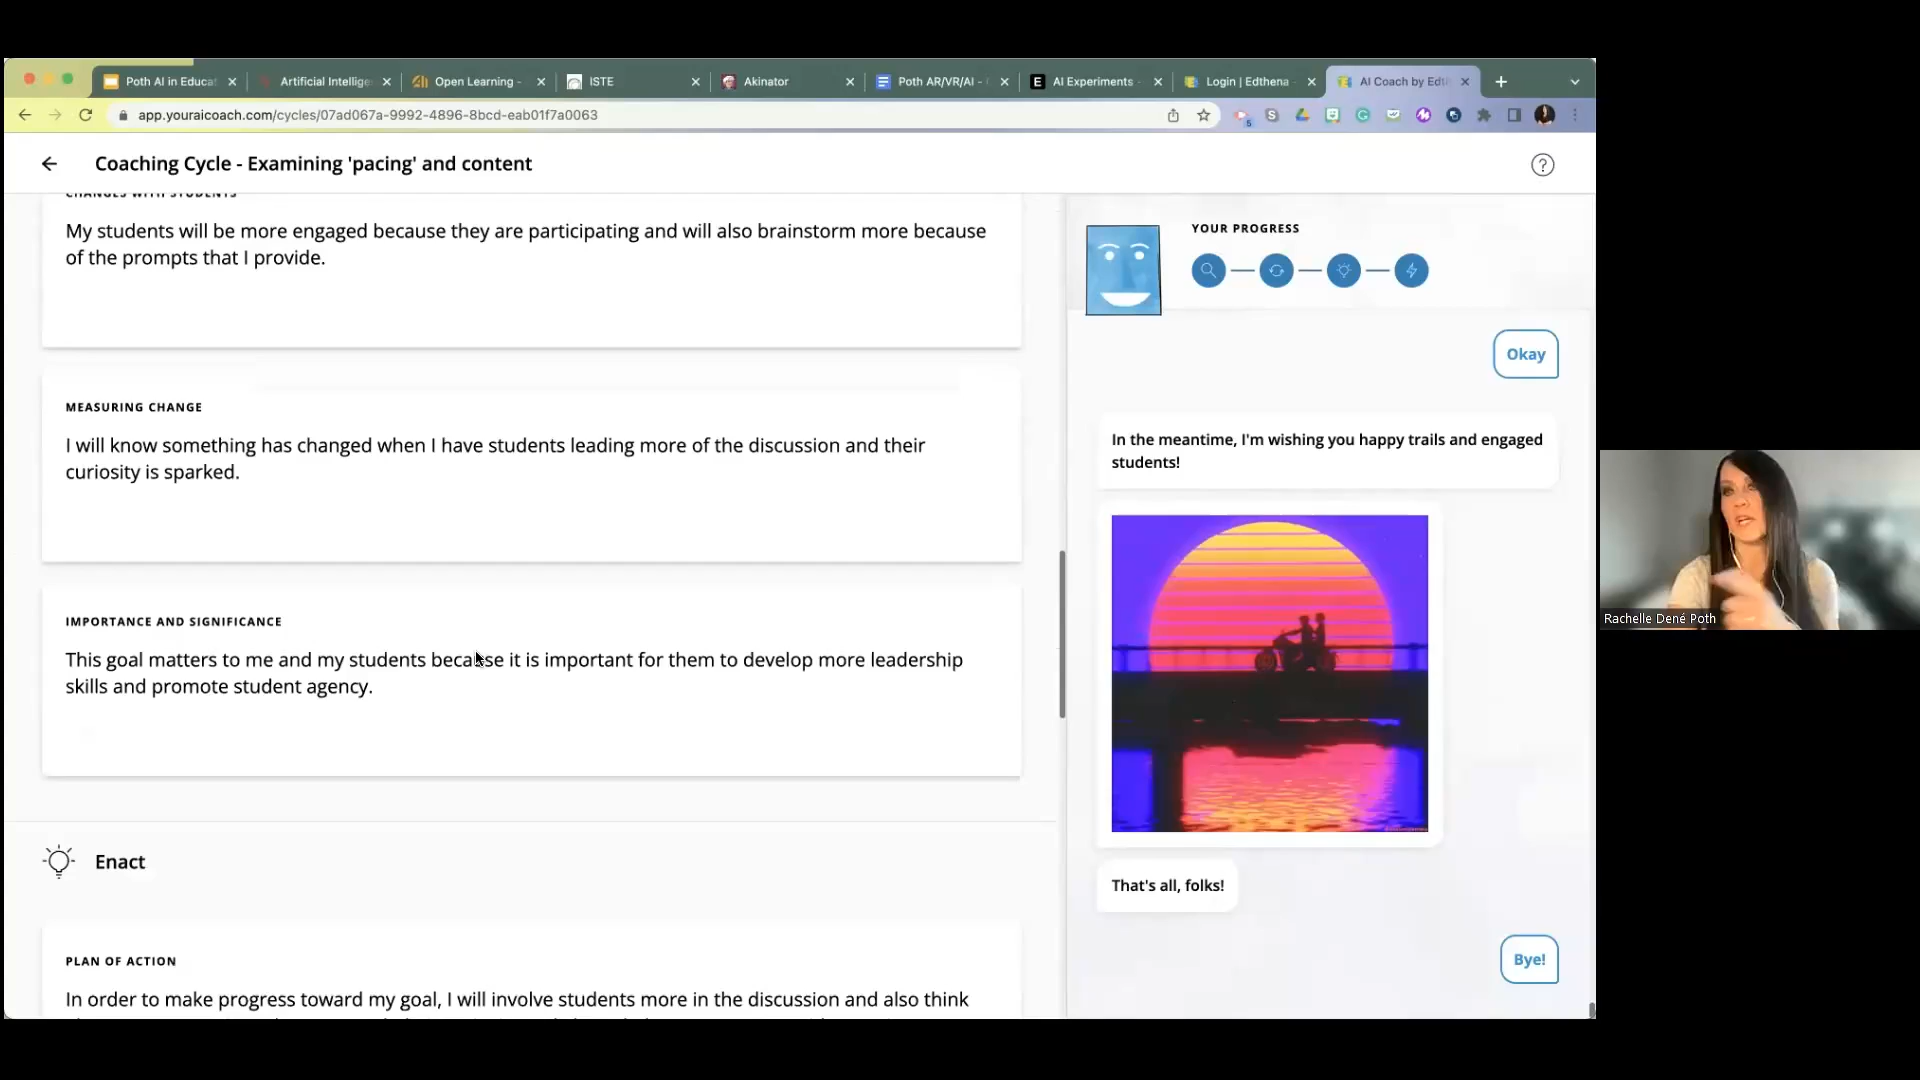 Poth AI in Educa
Artificial Intellige
Open Learning -
ISTE
Akinator
Poth AR/VR/AI -
AI Experiments -
Login | Edthena
AI Coach by Edt
app.youraicoach.com/cycles/07ad067a-9992-4896-8bcd-eab01f7a0063
5
Coaching Cycle - Examining 'pacing' and content
?
CHANGES WITH STUDENTS
My students will be more engaged because they are participating and will also brainstorm more because
of the prompts that I provide.
MEASURING CHANGE
I will know something has changed when I have students leading more of the discussion and their
curiosity is sparked.
IMPORTANCE AND SIGNIFICANCE
This goal matters to me and my students because it is important for them to develop more leadership
skills and promote student agency.
Enact
PLAN OF ACTION
In order to make progress toward my goal, I will involve students more in the discussion and also think
YOUR PROGRESS
Okay
In the meantime, I'm wishing you happy trails and engaged
students!
That's all, folks!
Bye!
Rachelle Dené Poth